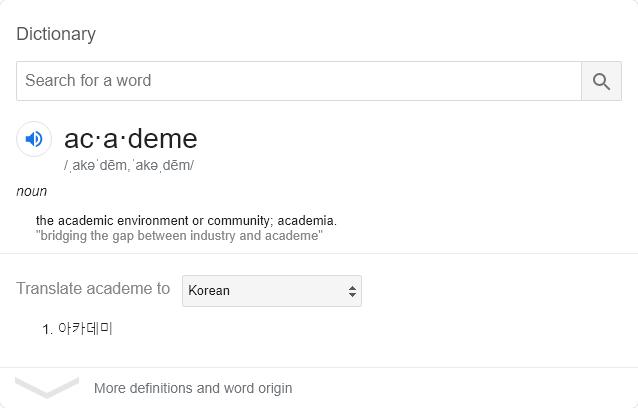 Dictionary
Search for a word
ac·a·deme
/ˌakəˈdēm,ˈakəˌdēm/
noun
the academic environment or community; academia.
"bridging the gap between industry and academe"
Translate academe to Korean
1. 아카데미
More definitions and word origin